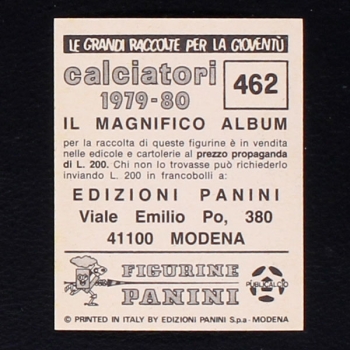 LE GRANDI RACCOLTE PER LA GIOVENTÙ
calciatori
1979-80
462
IL MAGNIFICO ALBUM
per la raccolta di queste figurine è in vendita
nelle edicole e cartolerie al prezzo propaganda
di L. 200. Chi non lo trovasse può richiederlo
inviando L. 200 in francobolli a:
EDIZIONI PANINI
Viale Emilio Po, 380
41100 MODENA
FIGURINE
PANINI
PUBLICALCIO
© PRINTED IN ITALY BY EDIZIONI PANINI S.p.a - MODENA